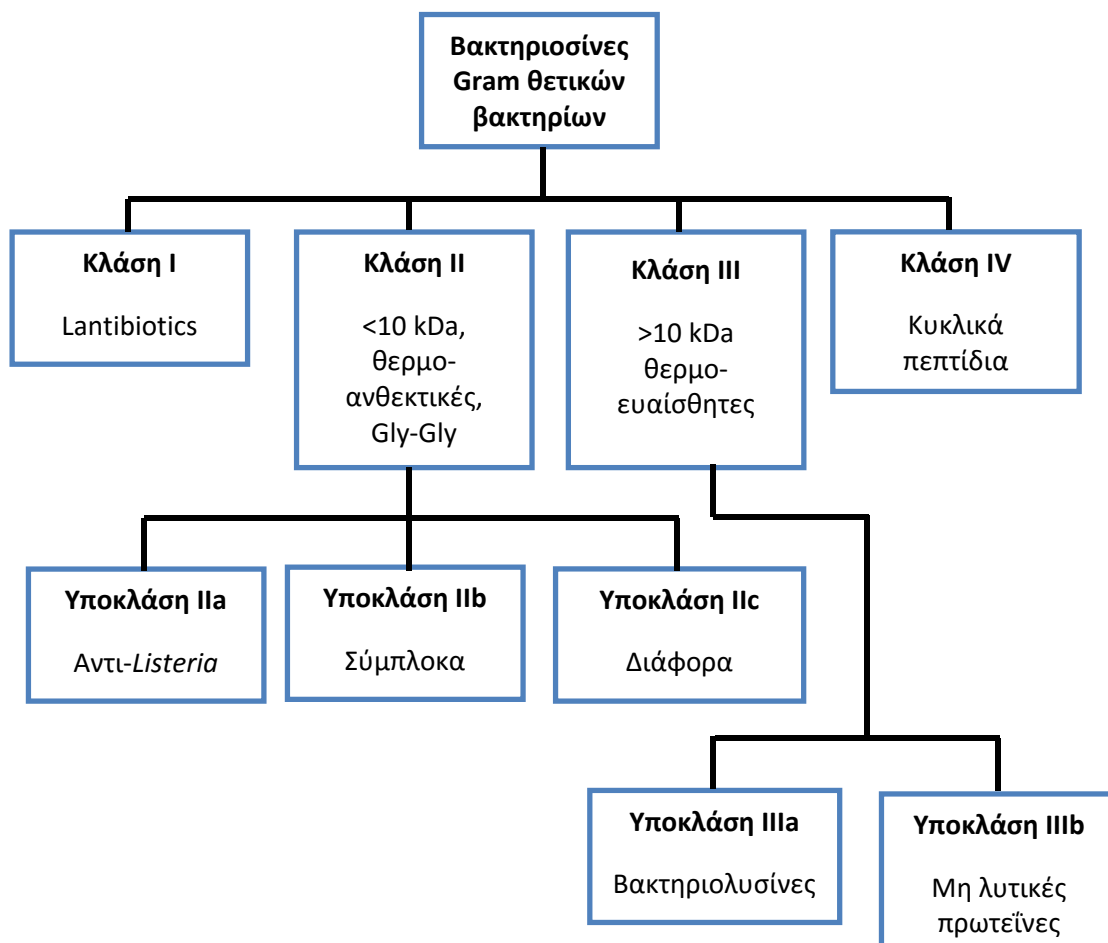 Βακτηριοσίνες
Gram θετικών
βακτηρίων
Κλάση I
Lantibiotics
Κλάση II
<10 kDa,
θερμο-
ανθεκτικές,
Gly-Gly
Κλάση III
>10 kDa
θερμο-
ευαίσθητες
Κλάση IV
Κυκλικά
πεπτίδια
Υποκλάση IIa
Αντι-Listeria
Υποκλάση IIb
Σύμπλοκα
Υποκλάση IIc
Διάφορα
Υποκλάση IIIa
Βακτηριολυσίνες
Υποκλάση IIIb
Μη λυτικές
πρωτεΐνες